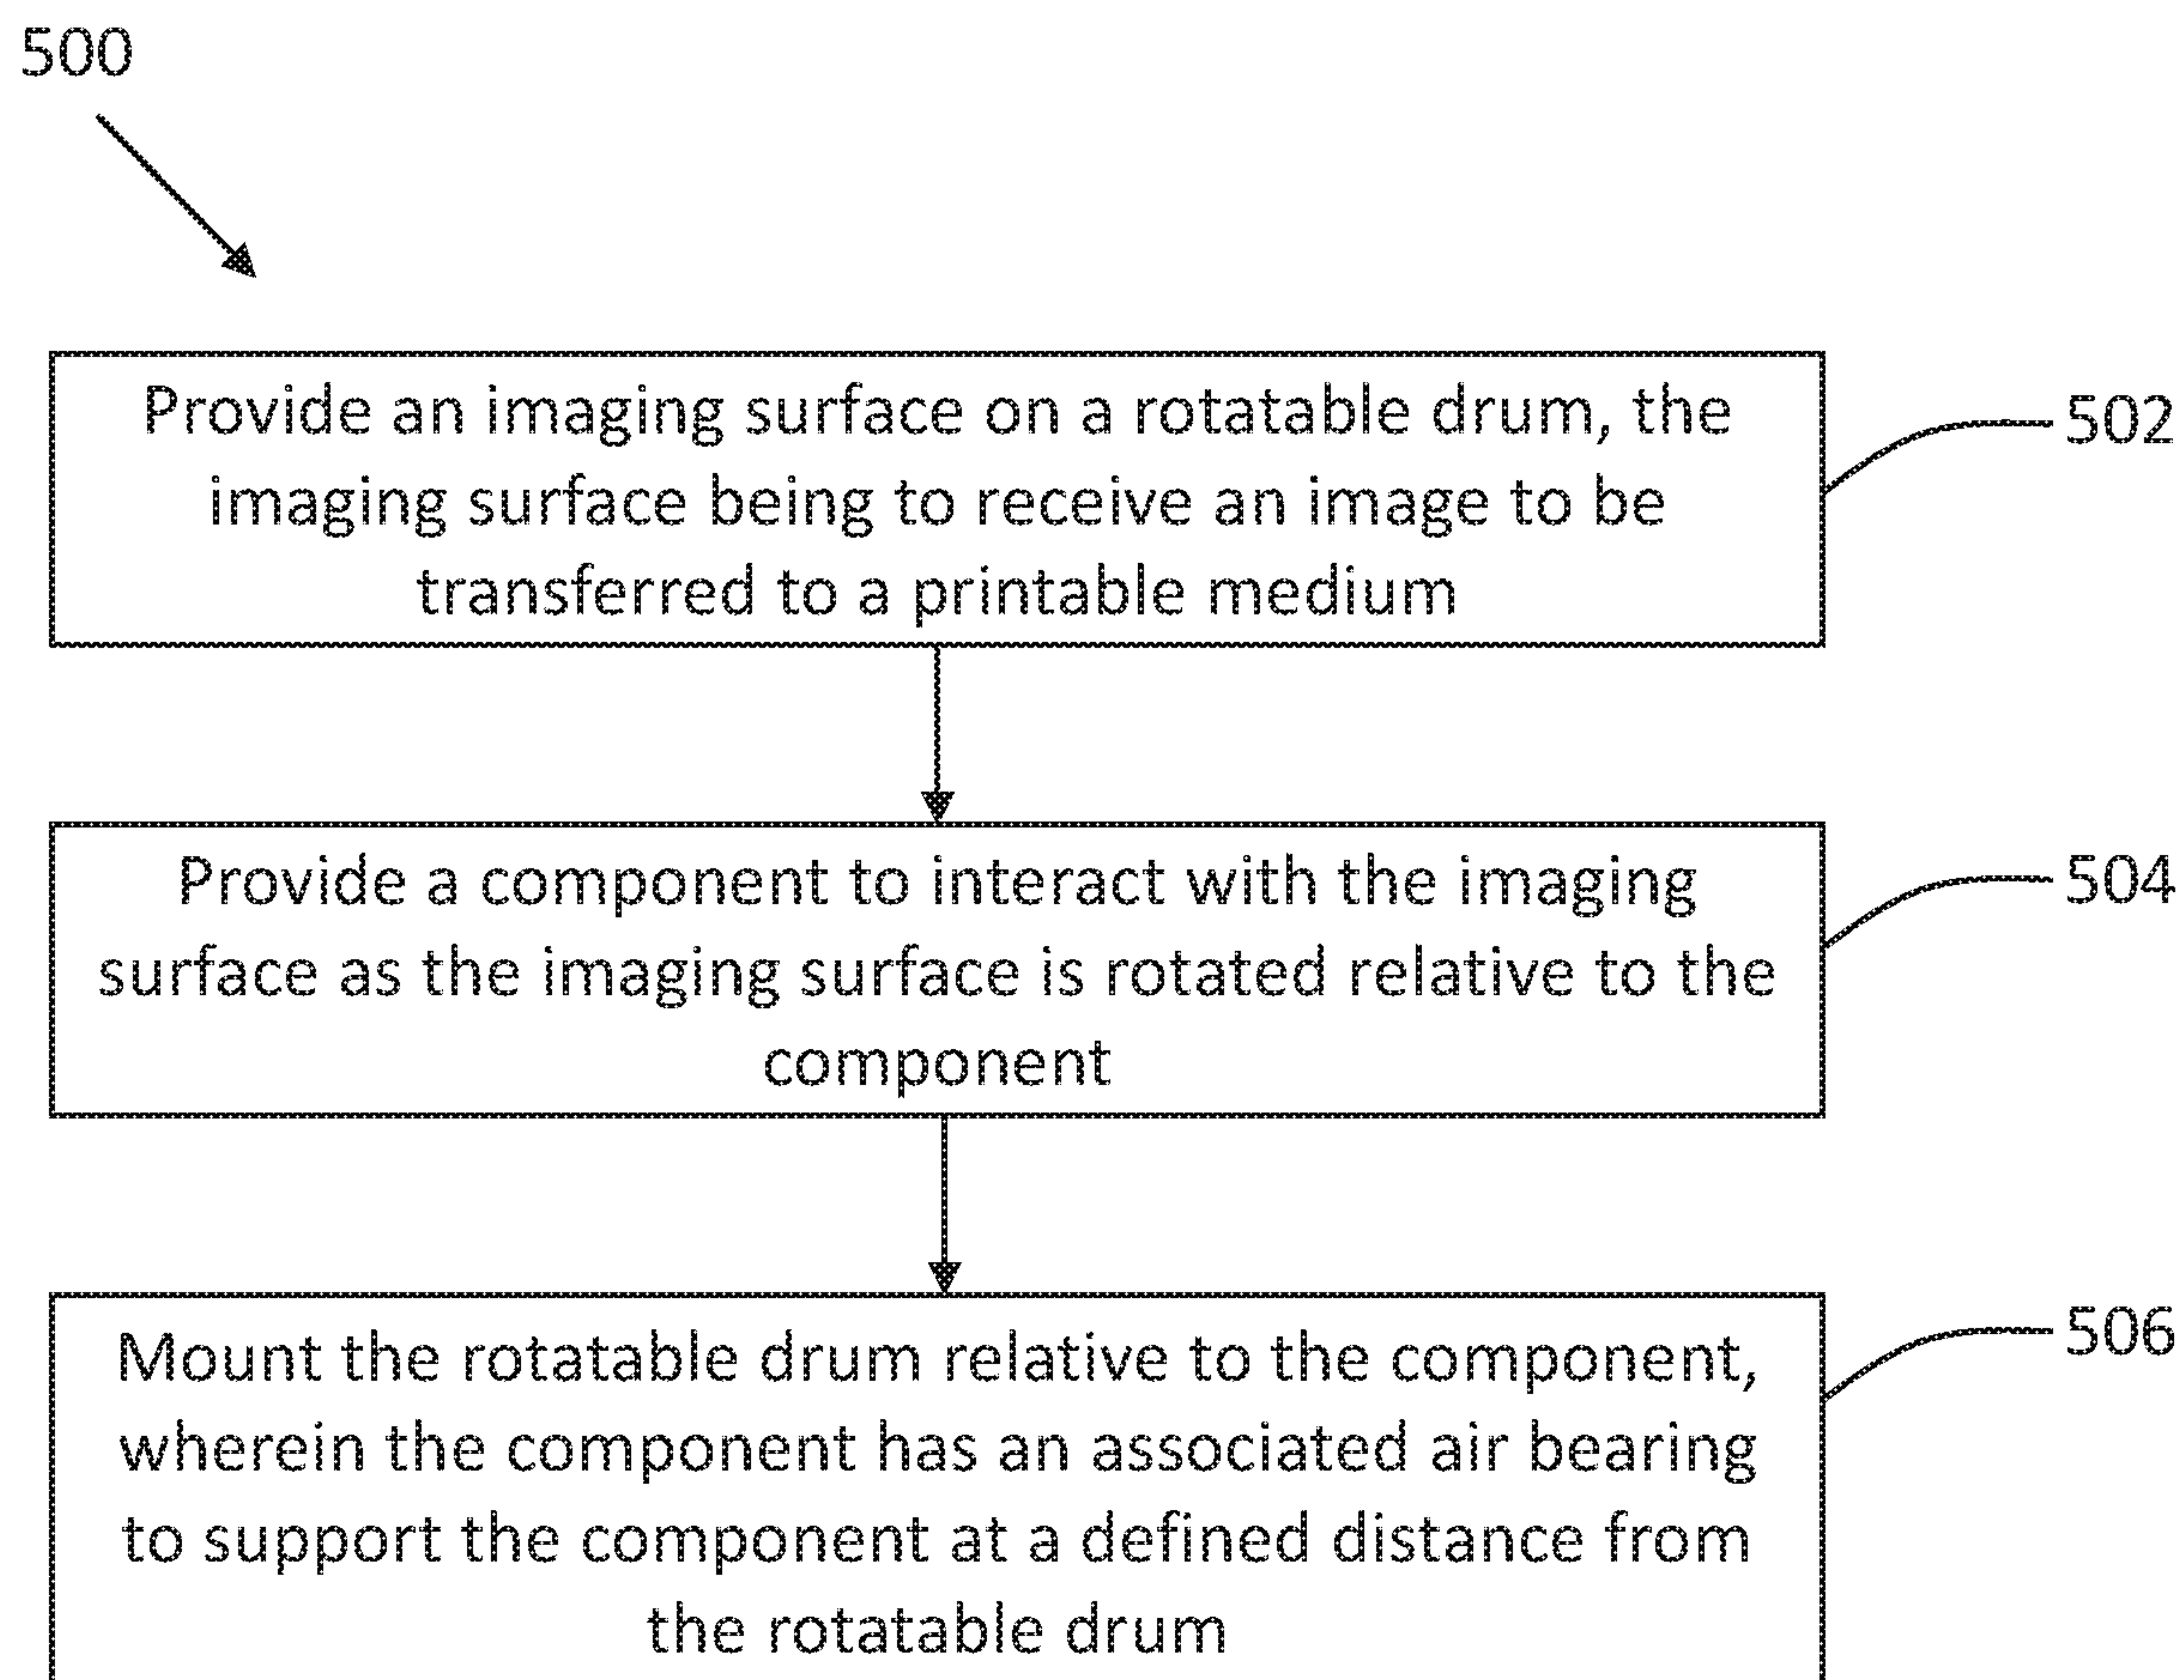 500
Provide an imaging surface on a rotatable drum, the
imaging surface being to receive an image to be
transferred to a printable medium
502
Provide a component to interact with the imaging
surface as the imaging surface is rotated relative to the
component
504
Mount the rotatable drum relative to the component,
wherein the component has an associated air bearing
to support the component at a defined distance from
the rotatable drum
506